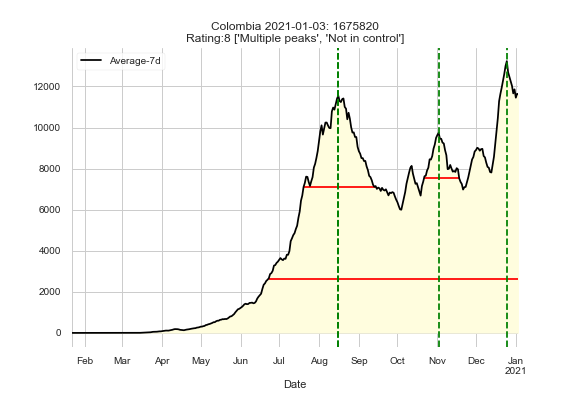 Colombia 2021-01-03: 1675820
Rating:8 ['Multiple peaks', 'Not in control']
Average-7d
12000
10000
8000
6000
4000
2000
0
Feb Mar Apr May Jun Jul Aug Sep Oct Nov Dec Jan
2021
Date